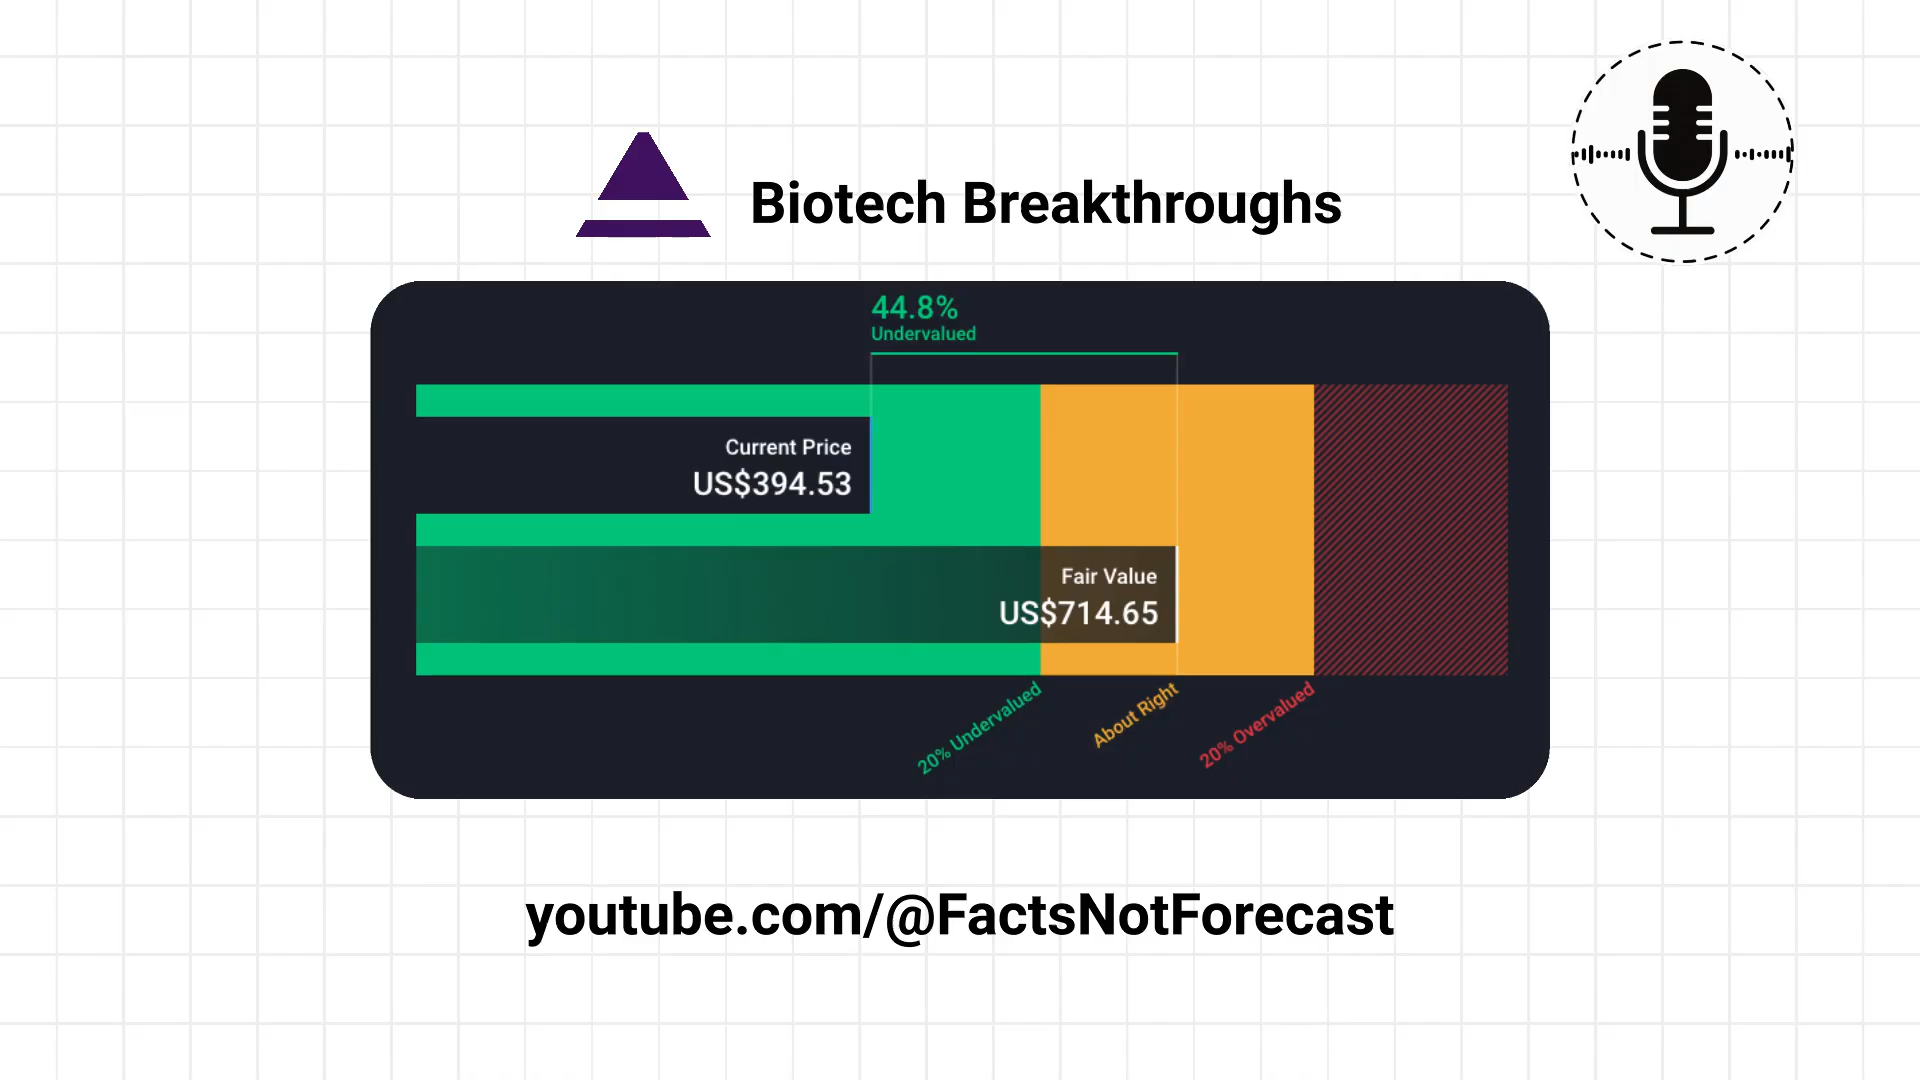 Biotech Breakthroughs
44.8%
Undervalued
Current Price
US$394.53
Fair Value
US$714.65
20% Undervalued
About Right
20% Overvalued
youtube.com/@FactsNotForecast